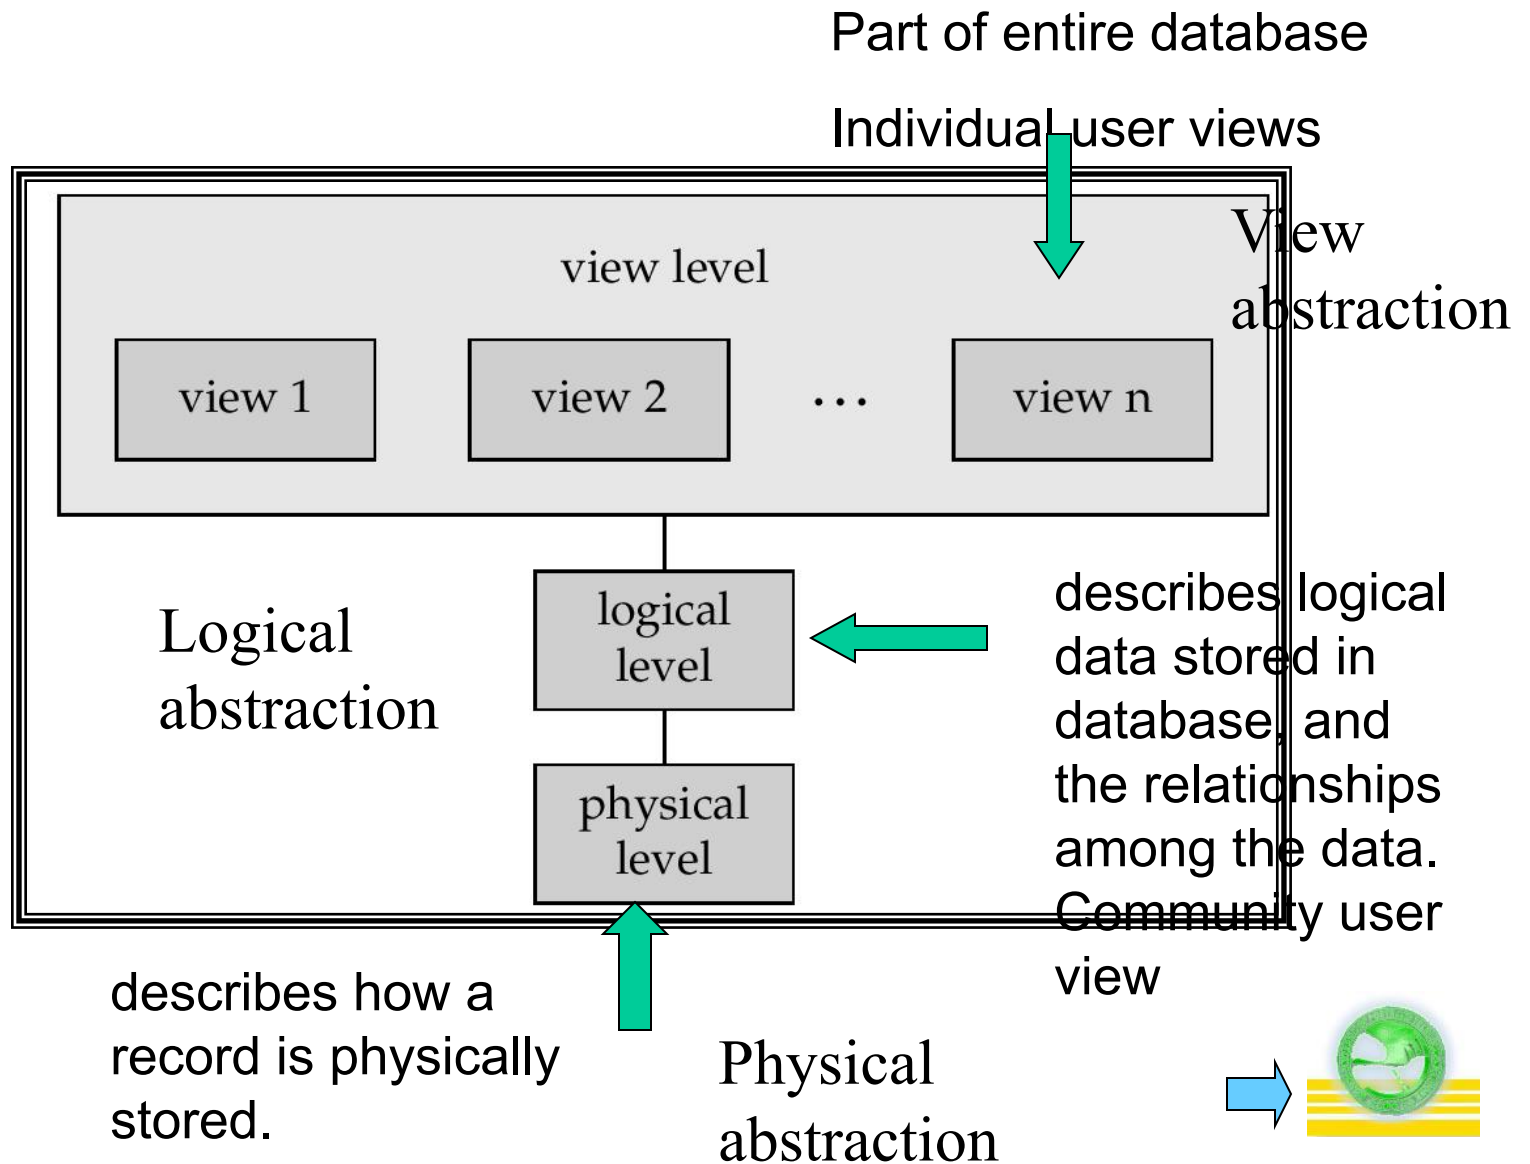 Part of entire database
Individual user views
View
abstraction
view level
view 1
view 2
...
view n
Logical
abstraction
logical
level
describes logical
data stored in
database, and
the relationships
among the data.
Community user
view
physical
level
describes how a
record is physically
stored.
Physical
abstraction